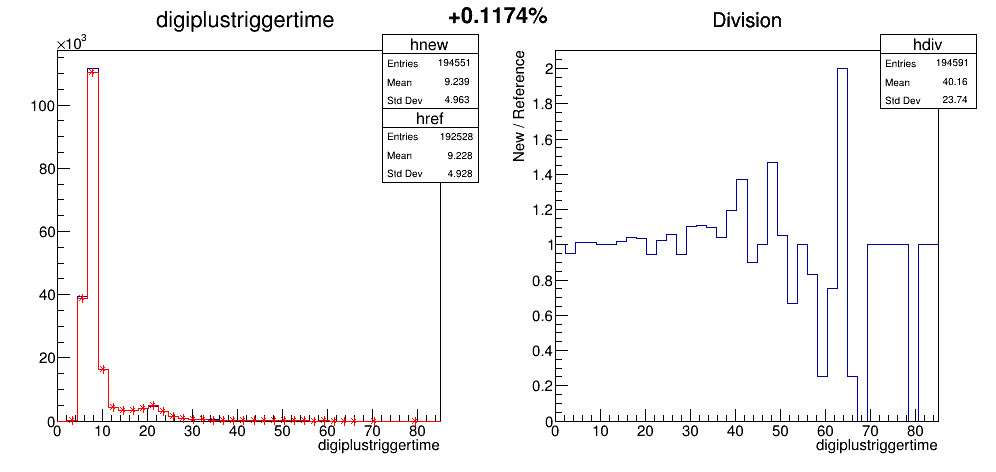 digiplustriggertime
+0.1174%
Division
×10³
hnew
Entries 194551
Mean 9.239
Std Dev 4.963
href
Entries 192528
Mean 9.228
Std Dev 4.928
100
80
60
40
20
0
0 10 20 30 40 50 60 70 80
digiplustriggertime
hdiv
Entries 194591
Mean 40.16
Std Dev 23.74
New / Reference
2
1.8
1.6
1.4
1.2
1
0.8
0.6
0.4
0.2
0
0 10 20 30 40 50 60 70 80
digiplustriggertime